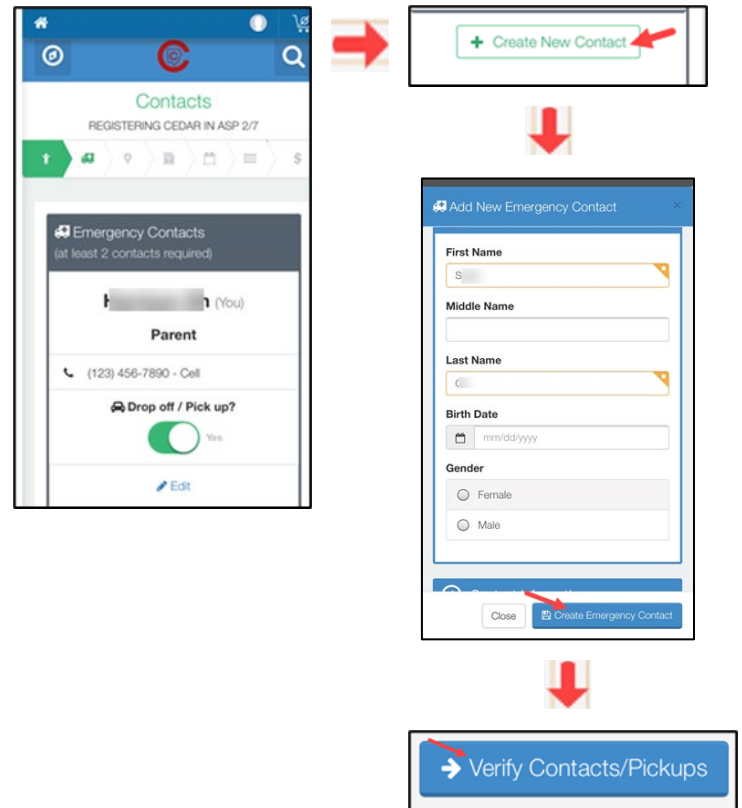 Contacts
REGISTERING CEDAR IN ASP 2/7
$
Emergency Contacts
(at least 2 contacts required)
(You)
Parent
(123) 456-7890 - Cell
Drop off / Pick up?
Yes
Edit
+ Create New Contact
Add New Emergency Contact ×
First Name
S
Middle Name
Last Name
Birth Date
mm/dd/yyyy
Gender
Female
Male
Close Create Emergency Contact
Verify Contacts/Pickups